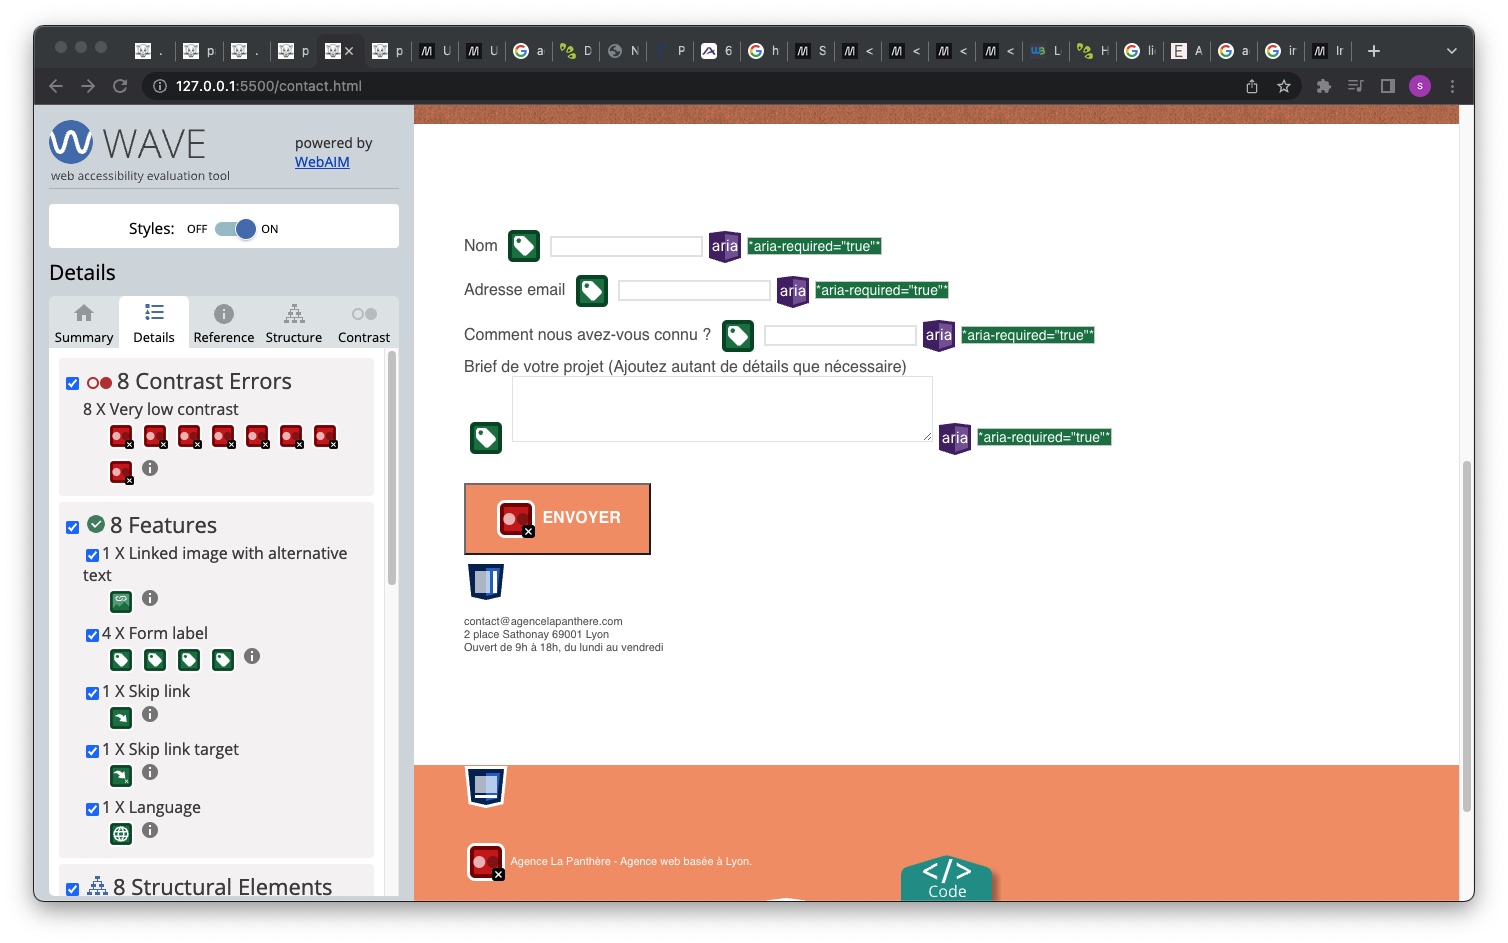 .
p
.
p
p
M U
M U
G a
D
N
P
6
G h
M S
M <
M <
M <
M <
WB L
H
G li
E A
G a
G ir
M Ir
127.0.0.1:5500/contact.html
s
WAVE
web accessibility evaluation tool
powered by
WebAIM
Styles: OFF ON
Details
Summary
Details
Reference
Structure
Contrast
8 Contrast Errors
8 X Very low contrast
8 Features
1 X Linked image with alternative
text
4 X Form label
1 X Skip link
1 X Skip link target
1 X Language
8 Structural Elements
Nom aria *aria-required="true"*
Adresse email aria *aria-required="true"*
Comment nous avez-vous connu ? aria *aria-required="true"*
Brief de votre projet (Ajoutez autant de détails que nécessaire)
aria *aria-required="true"*
ENVOYER
contact@agencelapanthere.com
2 place Sathonay 69001 Lyon
Ouvert de 9h à 18h, du lundi au vendredi
Agence La Panthère - Agence web basée à Lyon.
</>
Code